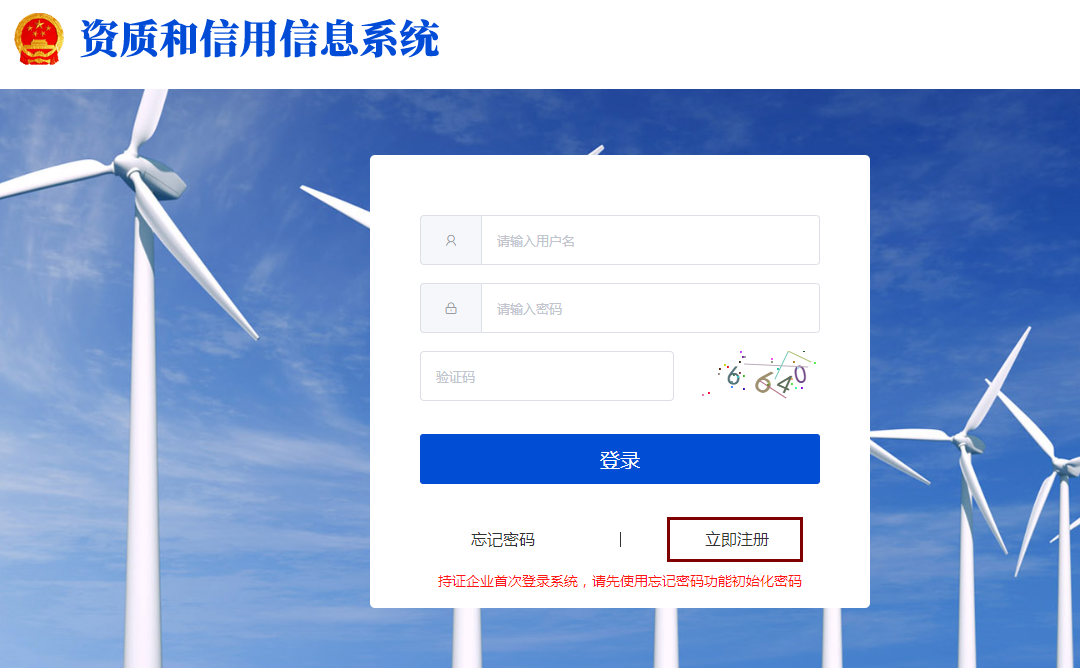 资质和信用信息系统
请输入用户名
请输入密码
验证码
6640
登录
忘记密码 | 立即注册
持证企业首次登录系统，请先使用忘记密码功能初始化密码